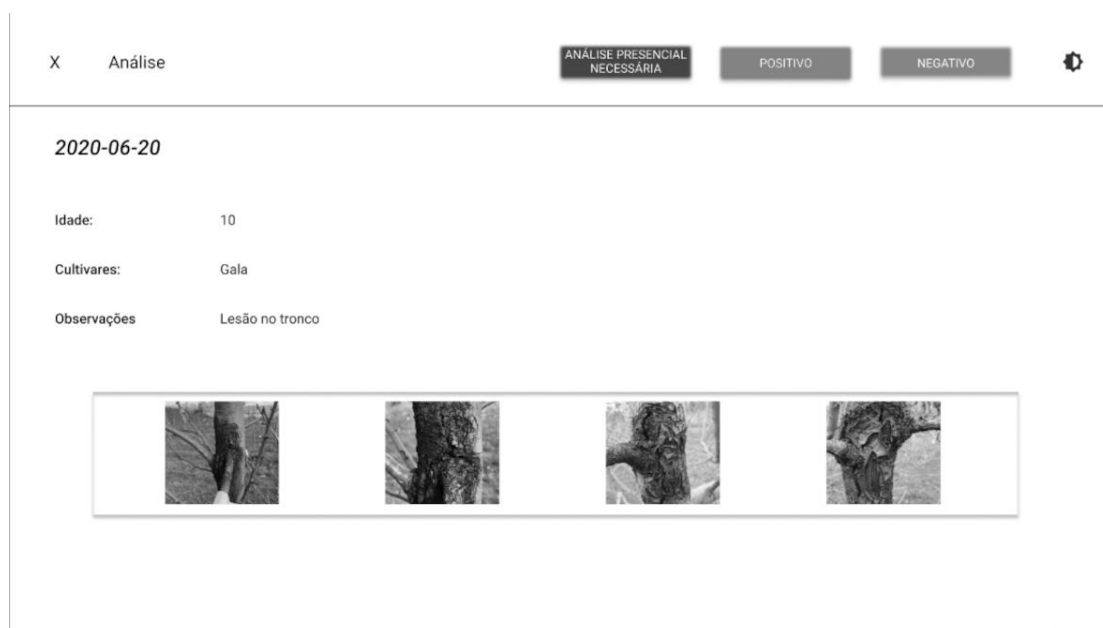 X Análise
ANÁLISE PRESENCIAL
NECESSÁRIA
POSITIVO
NEGATIVO
2020-06-20
Idade: 10
Cultivares: Gala
Observações Lesão no tronco